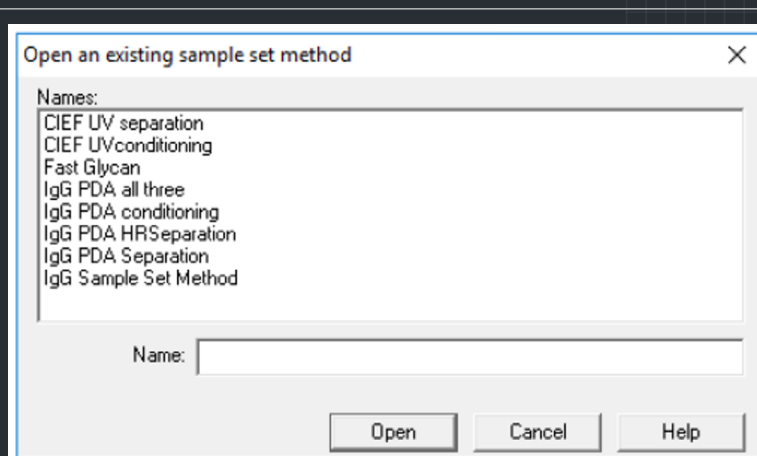 Open an existing sample set method
Names:
CIEF UV separation
CIEF UVconditioning
Fast Glycan
IgG PDA all three
IgG PDA conditioning
IgG PDA HRSeparation
IgG PDA Separation
IgG Sample Set Method
Name:
Open Cancel Help